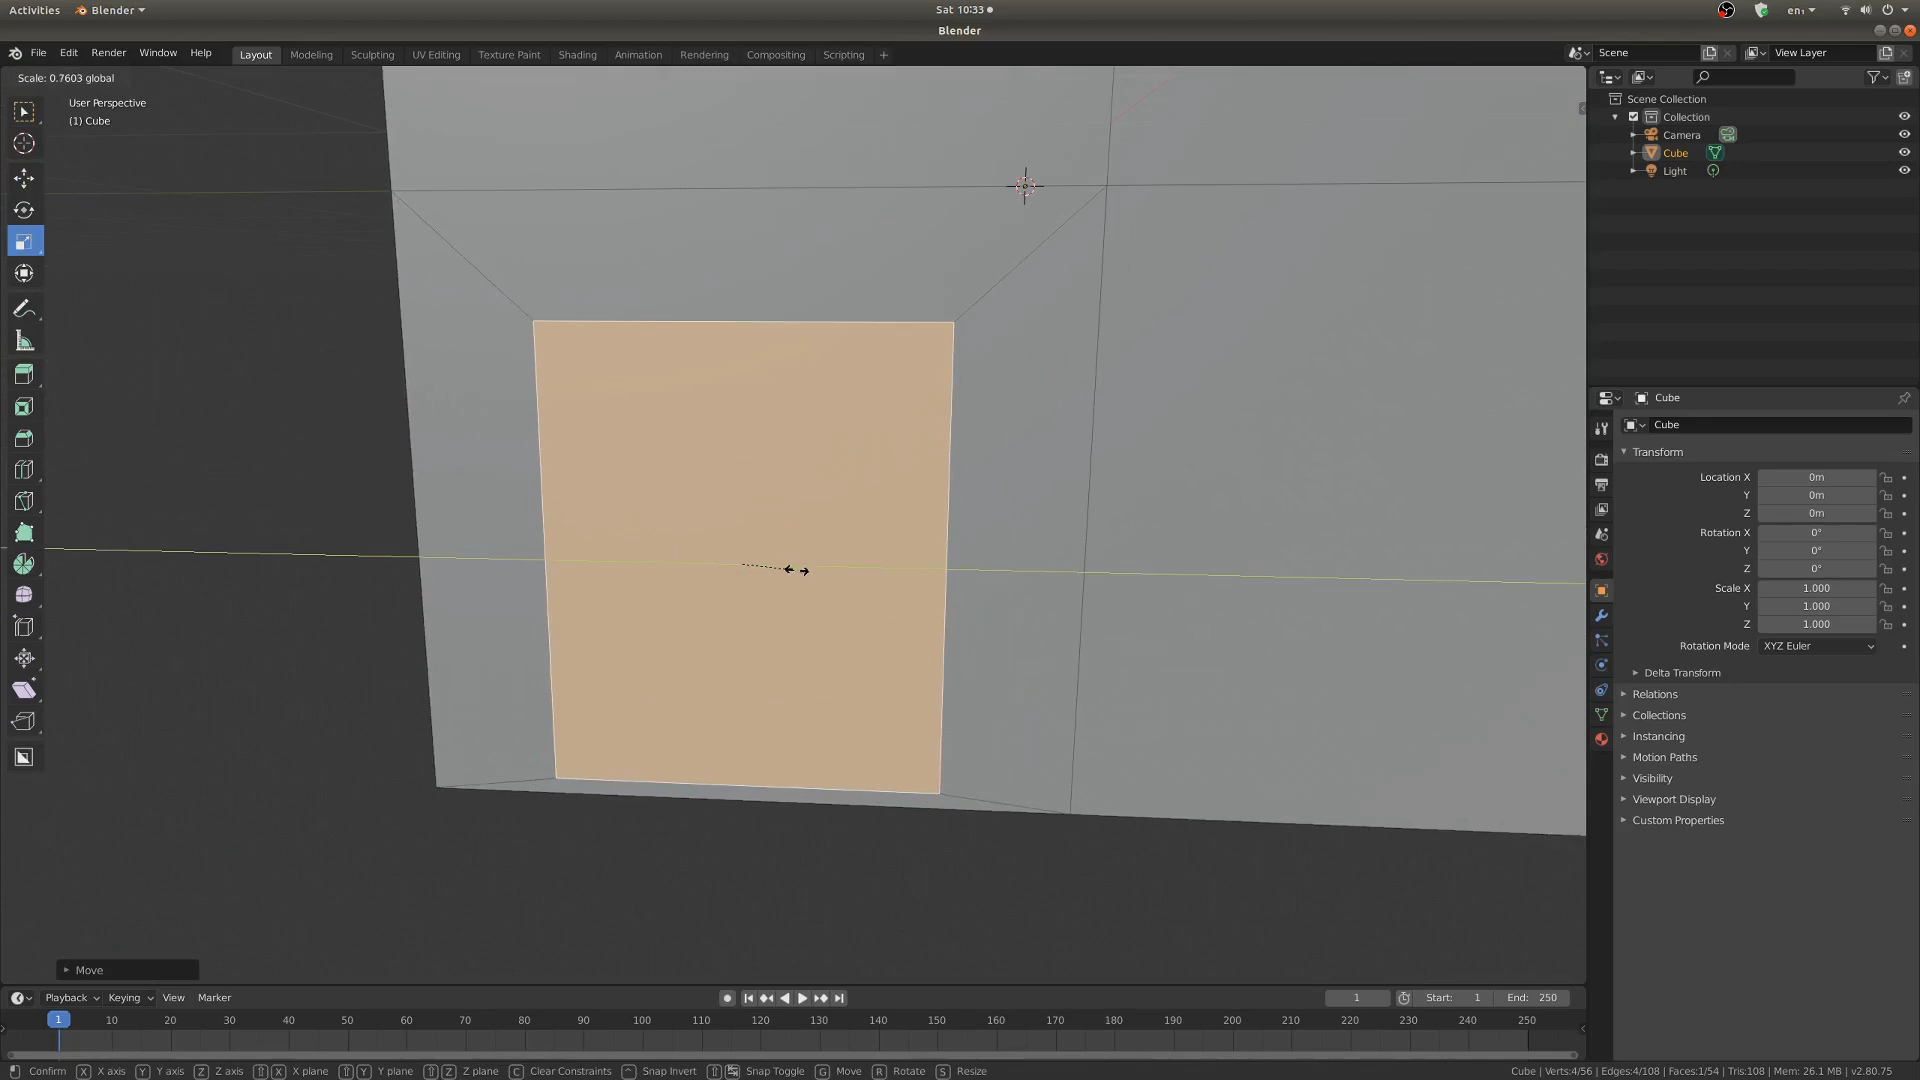 Activities Blender Sat 10:33 en₁
Blender
File Edit Render Window Help Layout Modeling Sculpting UV Editing Texture Paint Shading Animation Rendering Compositing Scripting + Scene View Layer
Scale: 0.7603 global
User Perspective
(1) Cube
Scene Collection
Collection
Camera
Cube
Light
Cube
Cube
Transform
Location X 0m
Y 0m
Z 0m
Rotation X 0°
Y 0°
Z 0°
Scale X 1.000
Y 1.000
Z 1.000
Rotation Mode XYZ Euler
Delta Transform
Relations
Collections
Instancing
Motion Paths
Visibility
Viewport Display
Custom Properties
Move
Playback Keying View Marker 1 Start: 1 End: 250
1 10 20 30 40 50 60 70 80 90 100 110 120 130 140 150 160 170 180 190 200 210 220 230 240 250
Confirm X X axis Y Y axis Z Z axis X X plane Y Y plane Z Z plane C Clear Constraints Snap Invert Snap Toggle G Move R Rotate S Resize Cube | Verts:4/56 | Edges:4/108 | Faces:1/54 | Tris:108 | Mem: 26.1 MB | v2.80.75